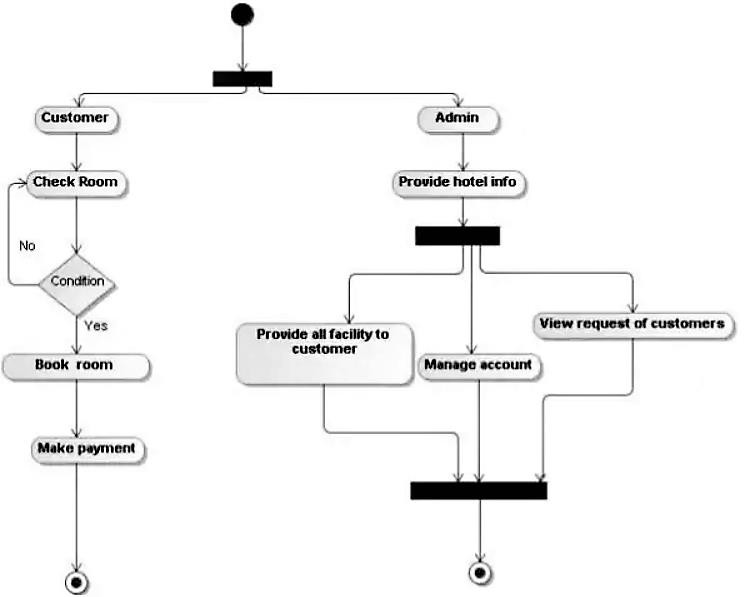 Customer
Admin
Check Room
Provide hotel info
No
Condition
Yes
Provide all facility to
customer
View request of customers
Book room
Manage account
Make payment